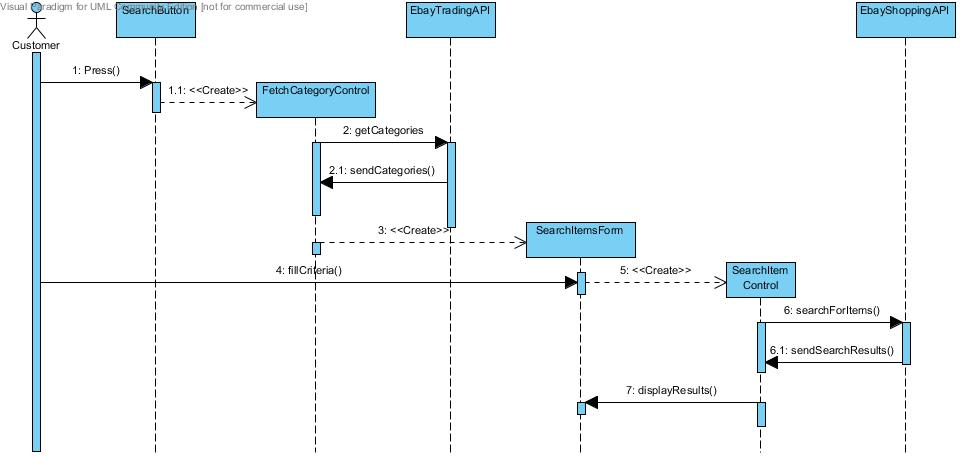 Visual Paradigm for UML Community Edition [not for commercial use]
SearchButton
EbayTradingAPI
EbayShoppingAPI
Customer
1: Press()
1.1: <<Create>>
FetchCategoryControl
2: getCategories
2.1: sendCategories()
3: <<Create>>
SearchItemsForm
4: fillCriteria()
5: <<Create>>
SearchItem
Control
6: searchForItems()
6.1: sendSearchResults()
7: displayResults()